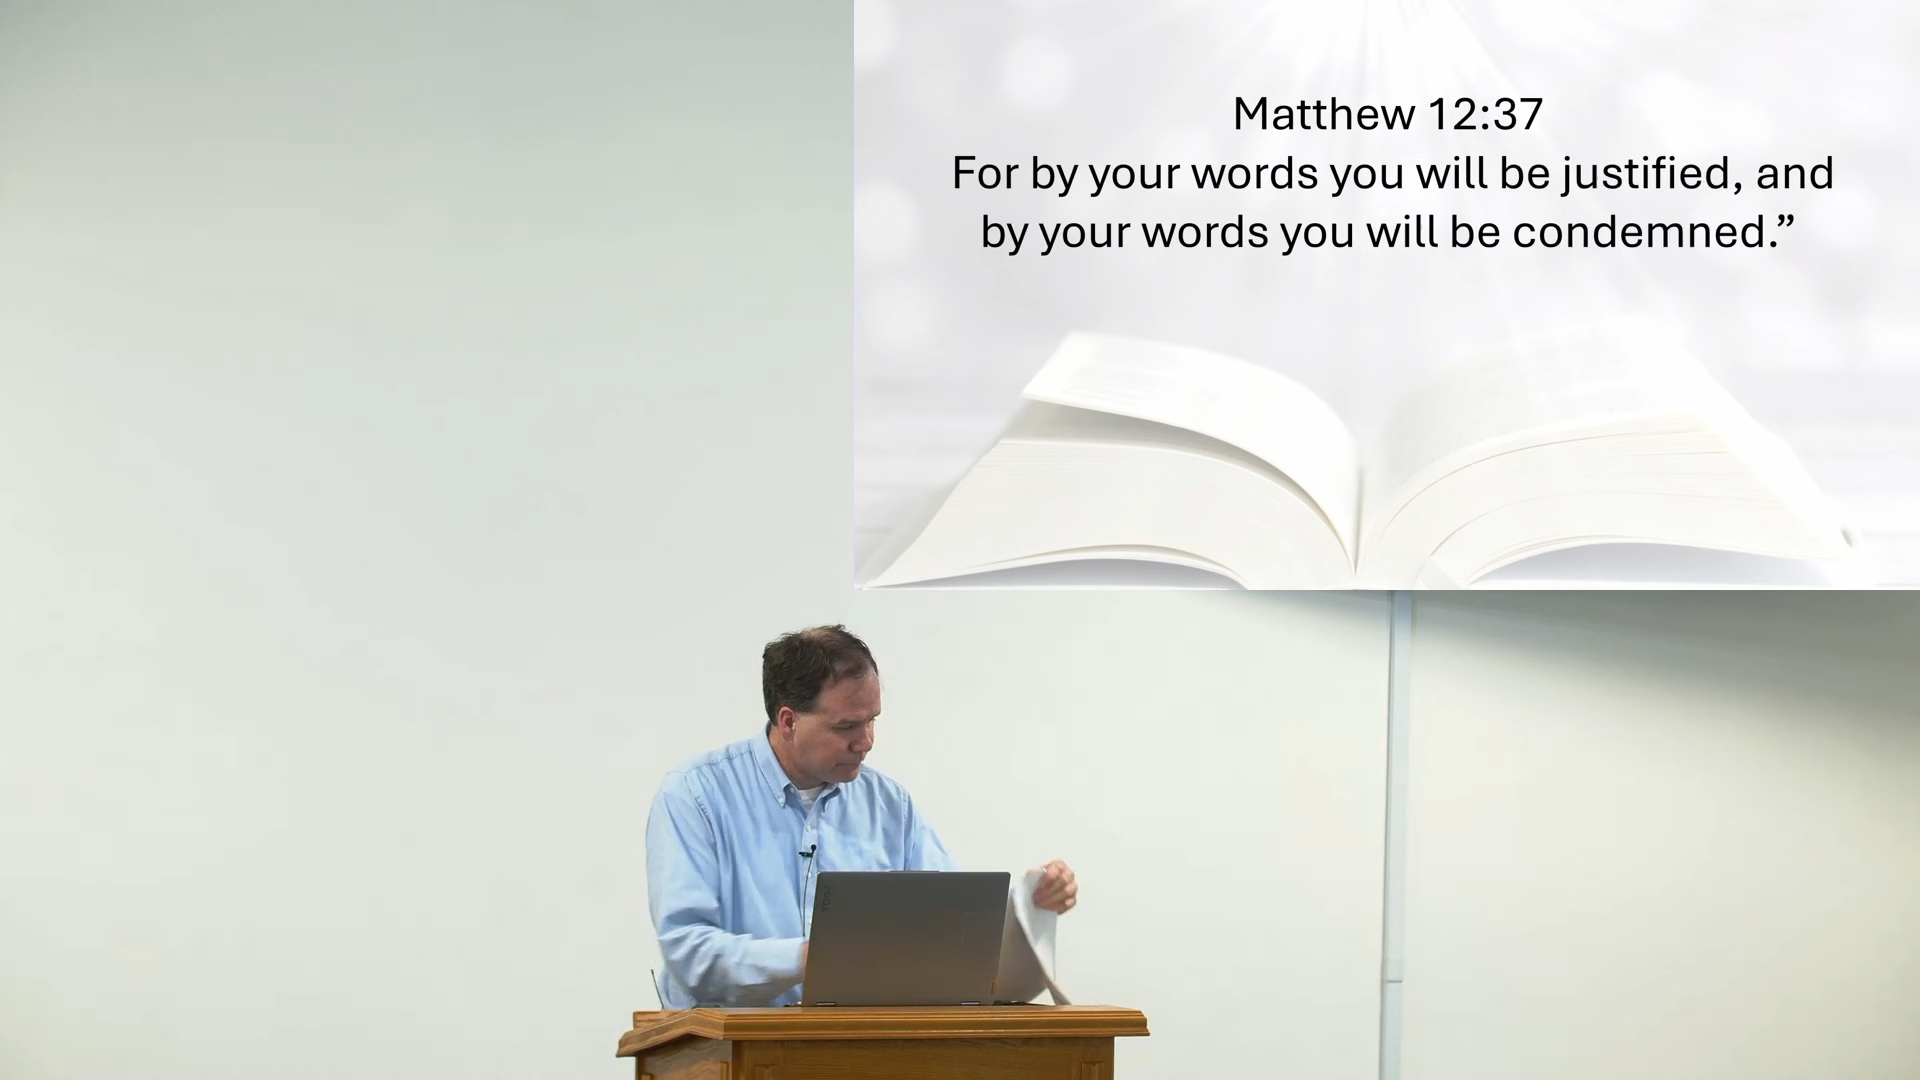 Matthew 12:37
For by your words you will be justified, and
by your words you will be condemned.”
YOGA